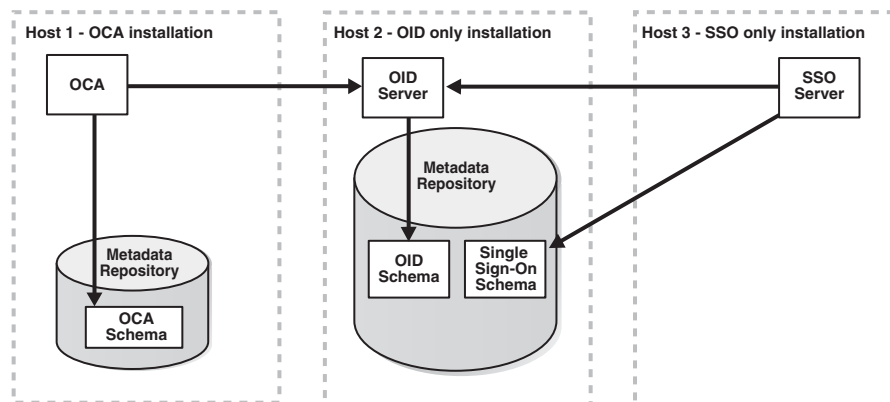 Host 1 - OCA installation
Host 2 - OID only installation
Host 3 - SSO only installation
OCA
OID
Server
SSO
Server
Metadata
Repository
Metadata
Repository
OCA
Schema
OID
Schema
Single
Sign-On
Schema